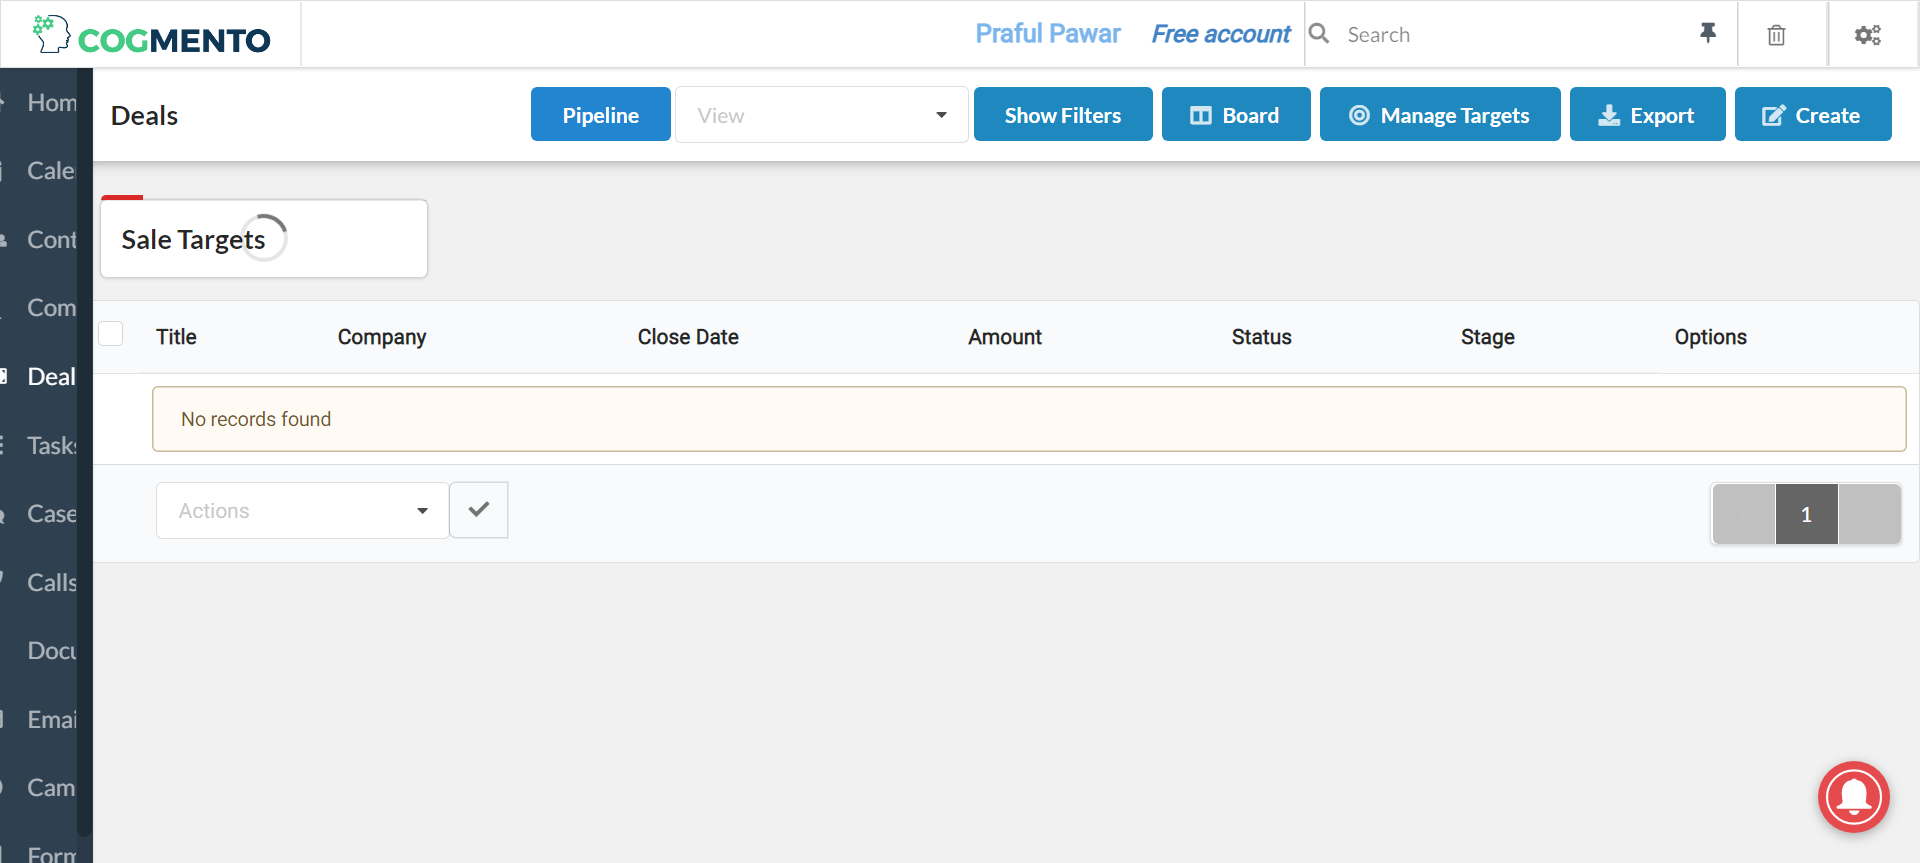 COGMENTO
Praful Pawar Free account Search
Deals Pipeline View Show Filters Board Manage Targets Export Create
Hom
Cale
Cont
Com
Deal
Tasks
Case
Calls
Docu
Emai
Cam
Form
Sale Targets
Title Company Close Date Amount Status Stage Options
No records found
Actions 1